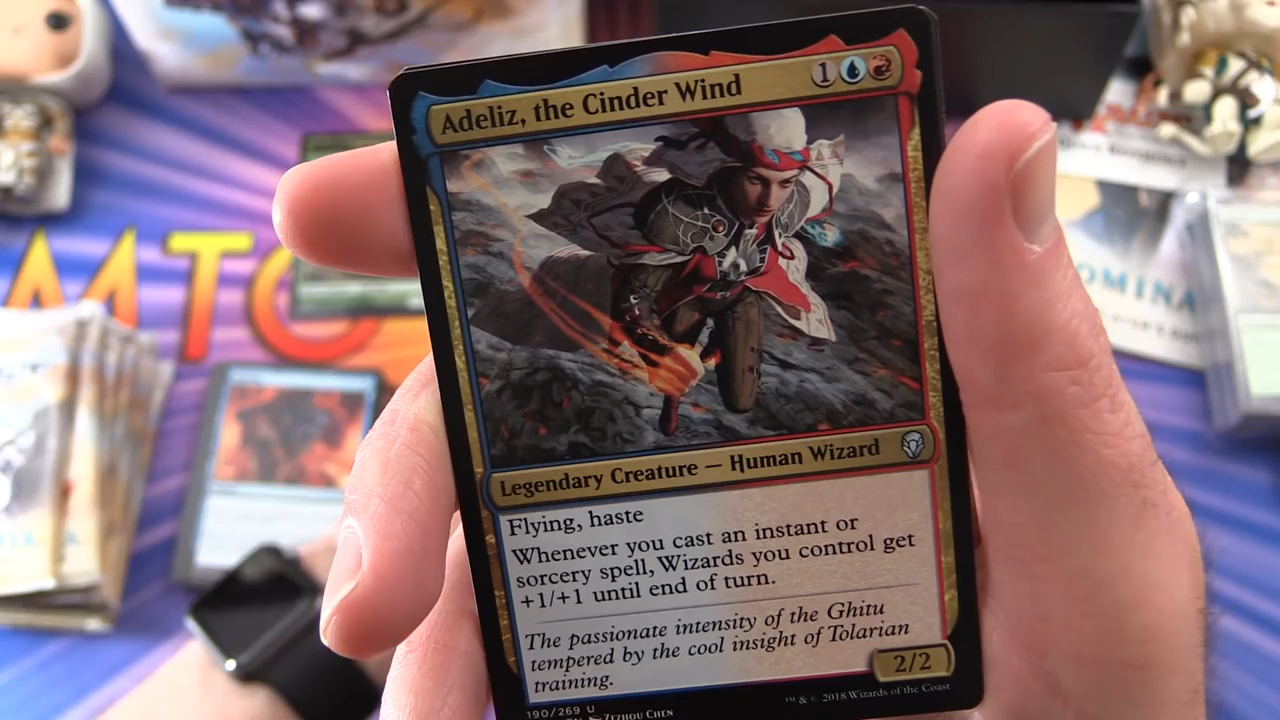 Adeliz, the Cinder Wind
1
Legendary Creature — Human Wizard
Flying, haste
Whenever you cast an instant or
sorcery spell, Wizards you control get
+1/+1 until end of turn.
The passionate intensity of the Ghitu
tempered by the cool insight of Tolarian
training.
2/2
190/269 U
™ & © 2018 Wizards of the Coast
EN
Zezhou Chen
MTG
OMINA